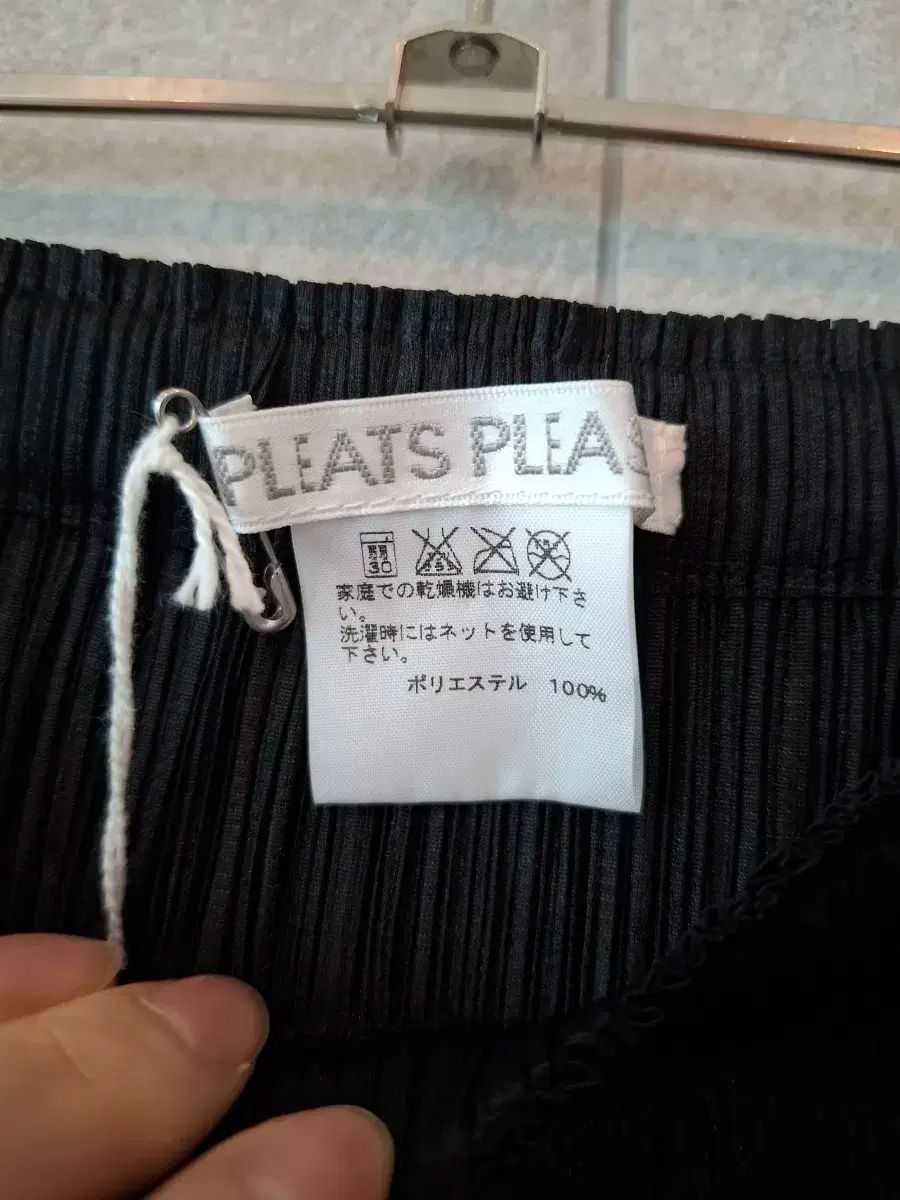 PLEATS PLEAS
弱
30
家庭での乾燥機はお避け下さ
い。
洗濯時にはネットを使用して
下さい。
ポリエステル 100%